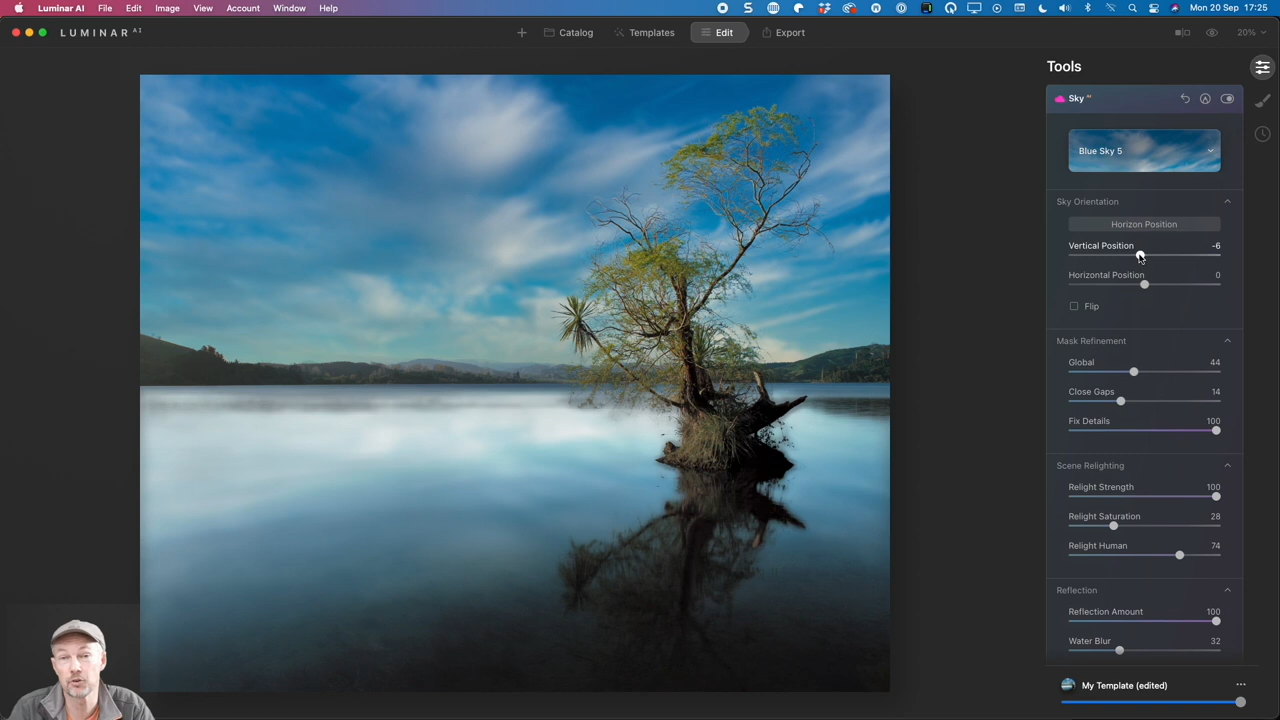 Luminar AI File Edit Image View Account Window Help Mon 20 Sep 17:25
LUMINAR AI Catalog Templates Edit Export 20%
Tools
Sky AI
Blue Sky 5
Sky Orientation
Horizon Position
Vertical Position -6
Horizontal Position 0
Flip
Mask Refinement
Global 44
Close Gaps 14
Fix Details 100
Scene Relighting
Relight Strength 100
Relight Saturation 28
Relight Human 74
Reflection
Reflection Amount 100
Water Blur 32
My Template (edited)